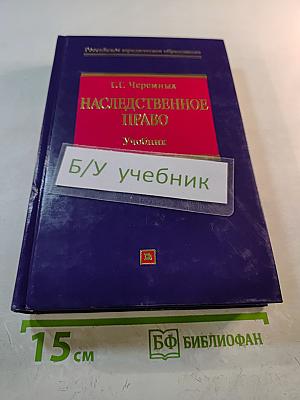 Российское юридическое образование
Г.Г. Черемных
НАСЛЕДСТВЕННОЕ
ПРАВО
Учебник
Б/У учебник
15 см
БФ БИБЛИОФАН